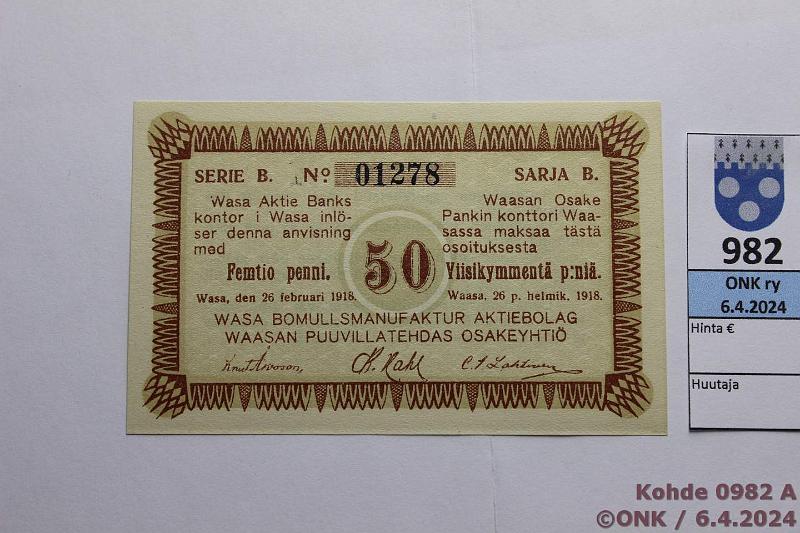 SERIE B. Nº 01278 SARJA B.
Wasa Aktie Banks
kontor i Wasa inlö-
ser denna anvisning
med
Femtio penni.
Wasa, den 26 februari 1918.
50
Waasan Osake
Pankin konttori Waa-
sassa maksaa tästä
osoituksesta
Yiisikymmentä p:niä.
Waasa, 26 p. helmik. 1918.
WASA BOMULLSMANUFAKTUR AKTIEBOLAG
WAASAN PUUVILLATEHDAS OSAKEYHTIÖ
982
ONK ry
6.4.2024
Hinta €
Huutaja
Kohde 0982 A
©ONK / 6.4.2024